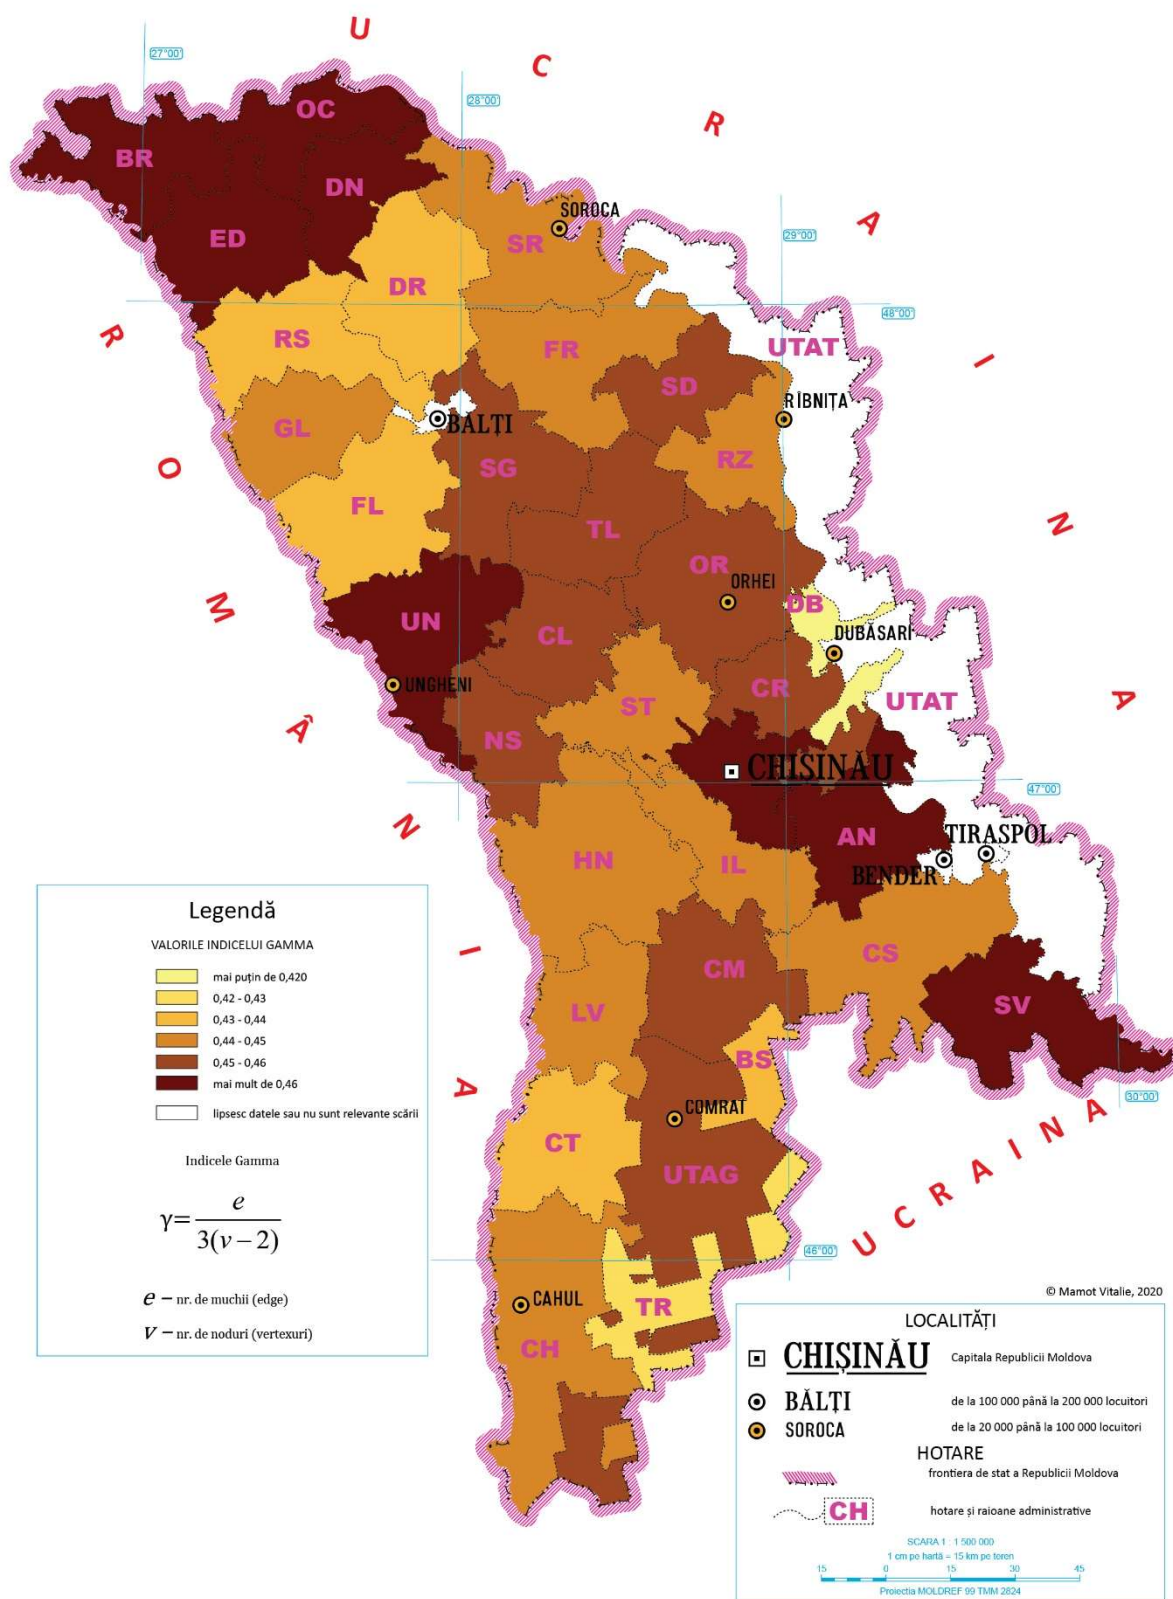 U C R A I N A
27°00'
28°00'
OC
BR
DN
SOROCA
ED
SR
29°00'
DR
48°00'
R O M Â N I A
RS
FR
UTAT
SD
RÎBNIȚA
GL
BĂLȚI
SG
RZ
FL
TL
OR
ORHEI
DB
UN
CL
DUBĂSARI
UNGHENI
ST
CR
UTAT
NS
CHIȘINĂU
47°00'
AN
TIRASPOL
HN
IL
BENDER
CM
CS
LV
SV
BS
30°00'
COMRAT
CT
UTAG
U C R A I N A
46°00'
CAHUL
TR
CH
Legendă
VALORILE INDICELUI GAMMA
mai puțin de 0,420
0,42 - 0,43
0,43 - 0,44
0,44 - 0,45
0,45 - 0,46
mai mult de 0,46
lipsesc datele sau nu sunt relevante scării
Indicele Gamma
γ=e/3(v−2)
e – nr. de muchii (edge)
v – nr. de noduri (vertexuri)
© Mamot Vitalie, 2020
LOCALITĂȚI
CHIȘINĂU Capitala Republicii Moldova
BĂLȚI de la 100 000 până la 200 000 locuitori
SOROCA de la 20 000 până la 100 000 locuitori
HOTARE
frontiera de stat a Republicii Moldova
CH hotare și raioane administrative
SCARA 1 : 1 500 000
1 cm pe hartă = 15 km pe teren
15 0 15 30 45
Proiectia MOLDREF 99 TMM 2824